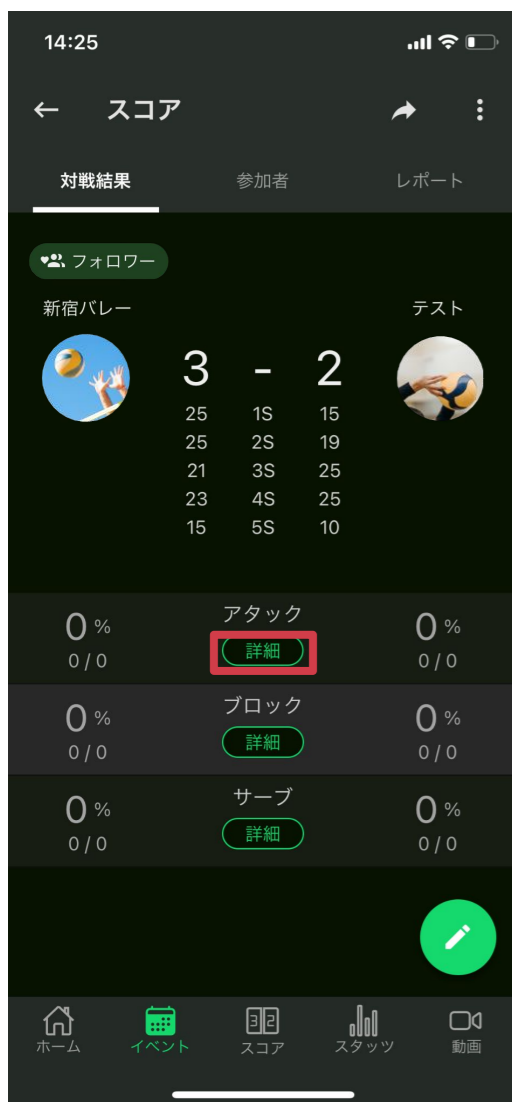 14:25
スコア
対戦結果 参加者 レポート
フォロワー
新宿バレー テスト
3 - 2
25 1S 15
25 2S 19
21 3S 25
23 4S 25
15 5S 10
アタック
0 % 詳細 0 %
0 / 0 0 / 0
ブロック
0 % 詳細 0 %
0 / 0 0 / 0
サーブ
0 % 詳細 0 %
0 / 0 0 / 0
ホーム イベント スコア スタッツ 動画